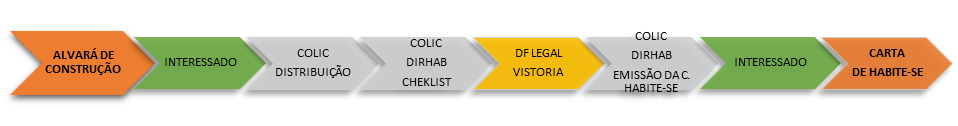 ALVARÁ DE
CONSTRUÇÃO
INTERESSADO
COLIC
DISTRIBUIÇÃO
COLIC
DIRHAB
CHEKLIST
DF LEGAL
VISTORIA
COLIC
DIRHAB
EMISSÃO DA C.
HABITE-SE
INTERESSADO
CARTA
DE HABITE-SE